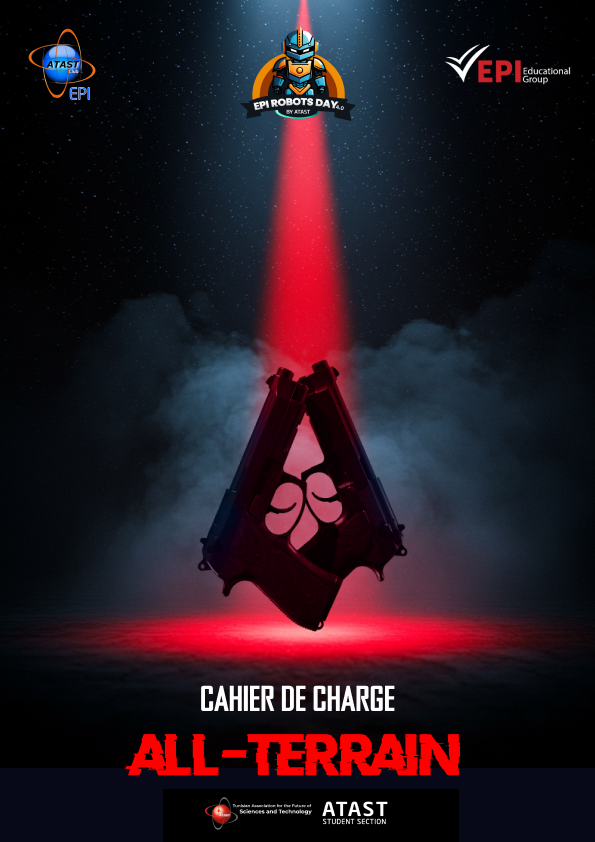 ATAST
Club
EPI
EPI ROBOTS DAY 4.0
BY ATAST
EPI Educational
Group
CAHIER DE CHARGE
ALL-TERRAIN
Tunisian Association for the Future of
Sciences and Technology
ATAST
STUDENT SECTION